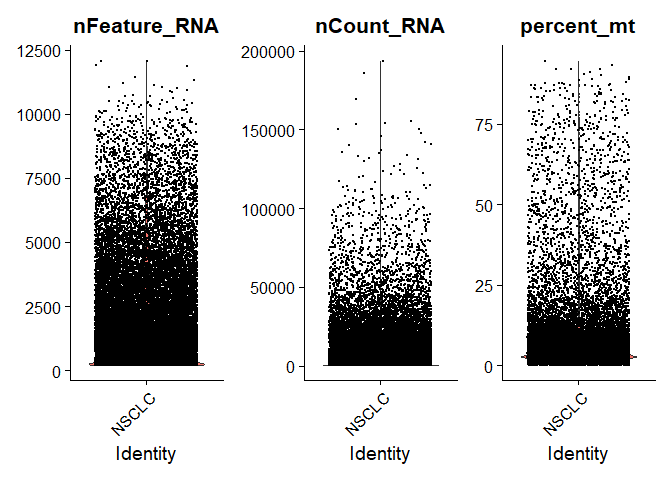 nFeature_RNA
12500
10000
7500
5000
2500
0
NSCLC
Identity
nCount_RNA
200000
150000
100000
50000
0
NSCLC
Identity
percent_mt
75
50
25
0
NSCLC
Identity